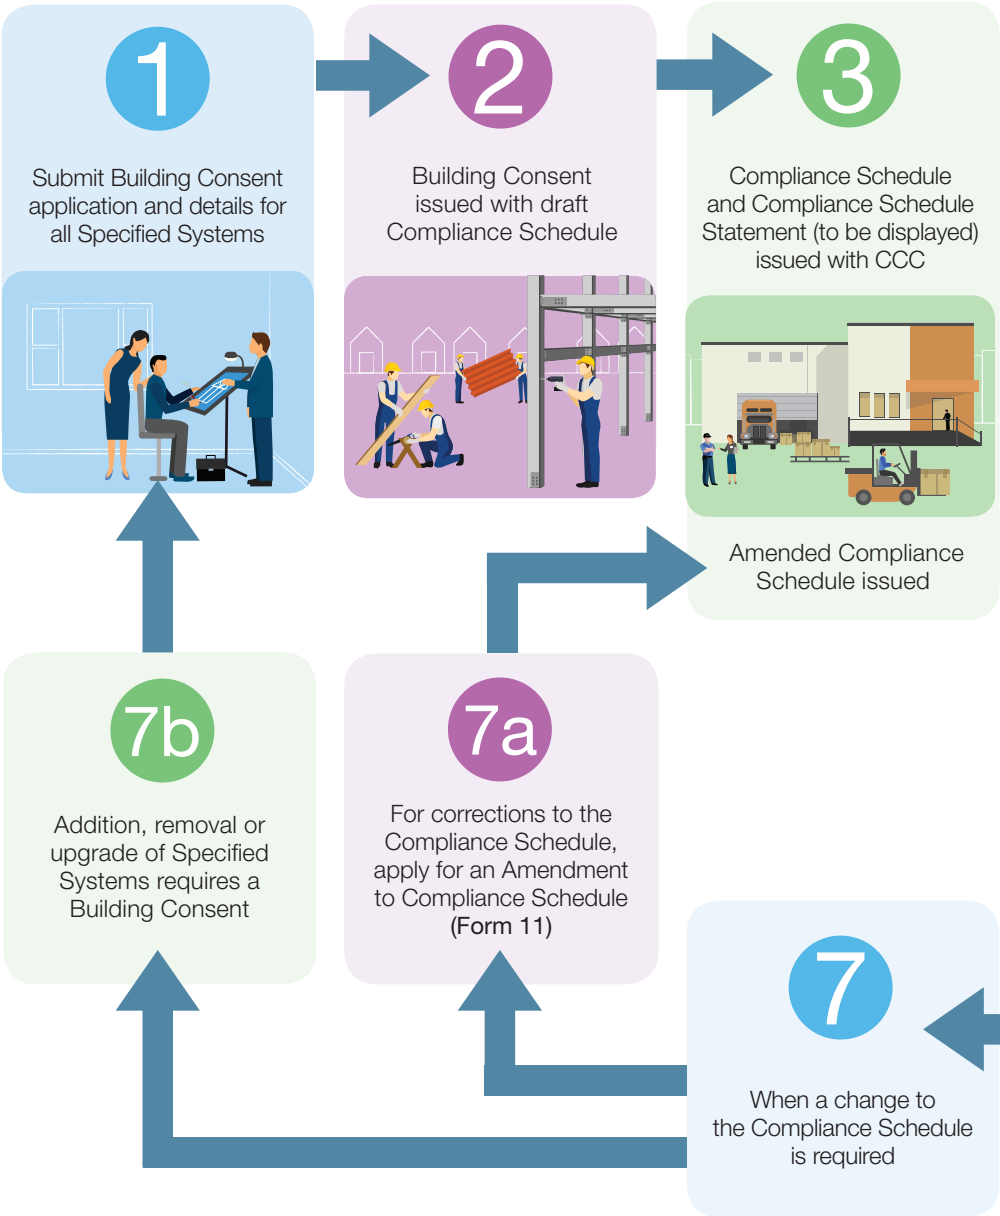 1
Submit Building Consent
application and details for
all Specified Systems
2
Building Consent
issued with draft
Compliance Schedule
3
Compliance Schedule
and Compliance Schedule
Statement (to be displayed)
issued with CCC
Amended Compliance
Schedule issued
7b
Addition, removal or
upgrade of Specified
Systems requires a
Building Consent
7a
For corrections to the
Compliance Schedule,
apply for an Amendment
to Compliance Schedule
(Form 11)
7
When a change to
the Compliance Schedule
is required